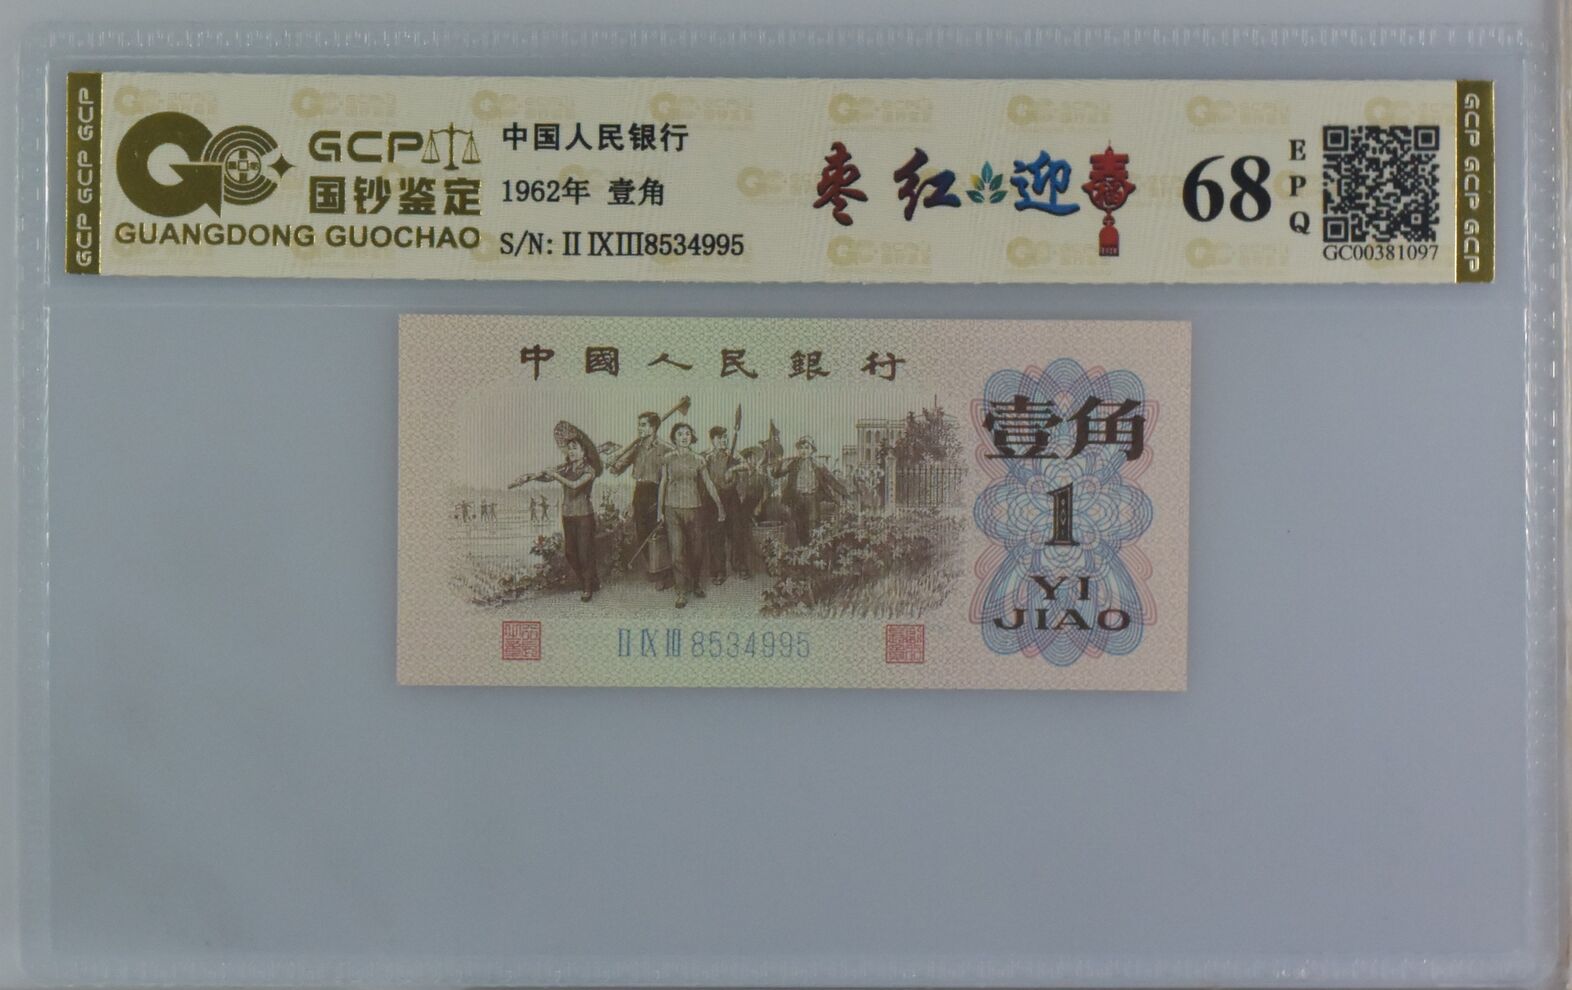 GCP GCP GCP
GCP
国钞鉴定
GUANGDONG GUOCHAO
中国人民银行
1962年 壹角
S/N: II IX III 8534995
枣红迎春
68
EPQ
GC00381097
GCP GCP GCP
中國人民銀行
壹角
1
YI
JIAO
II IX III 8534995